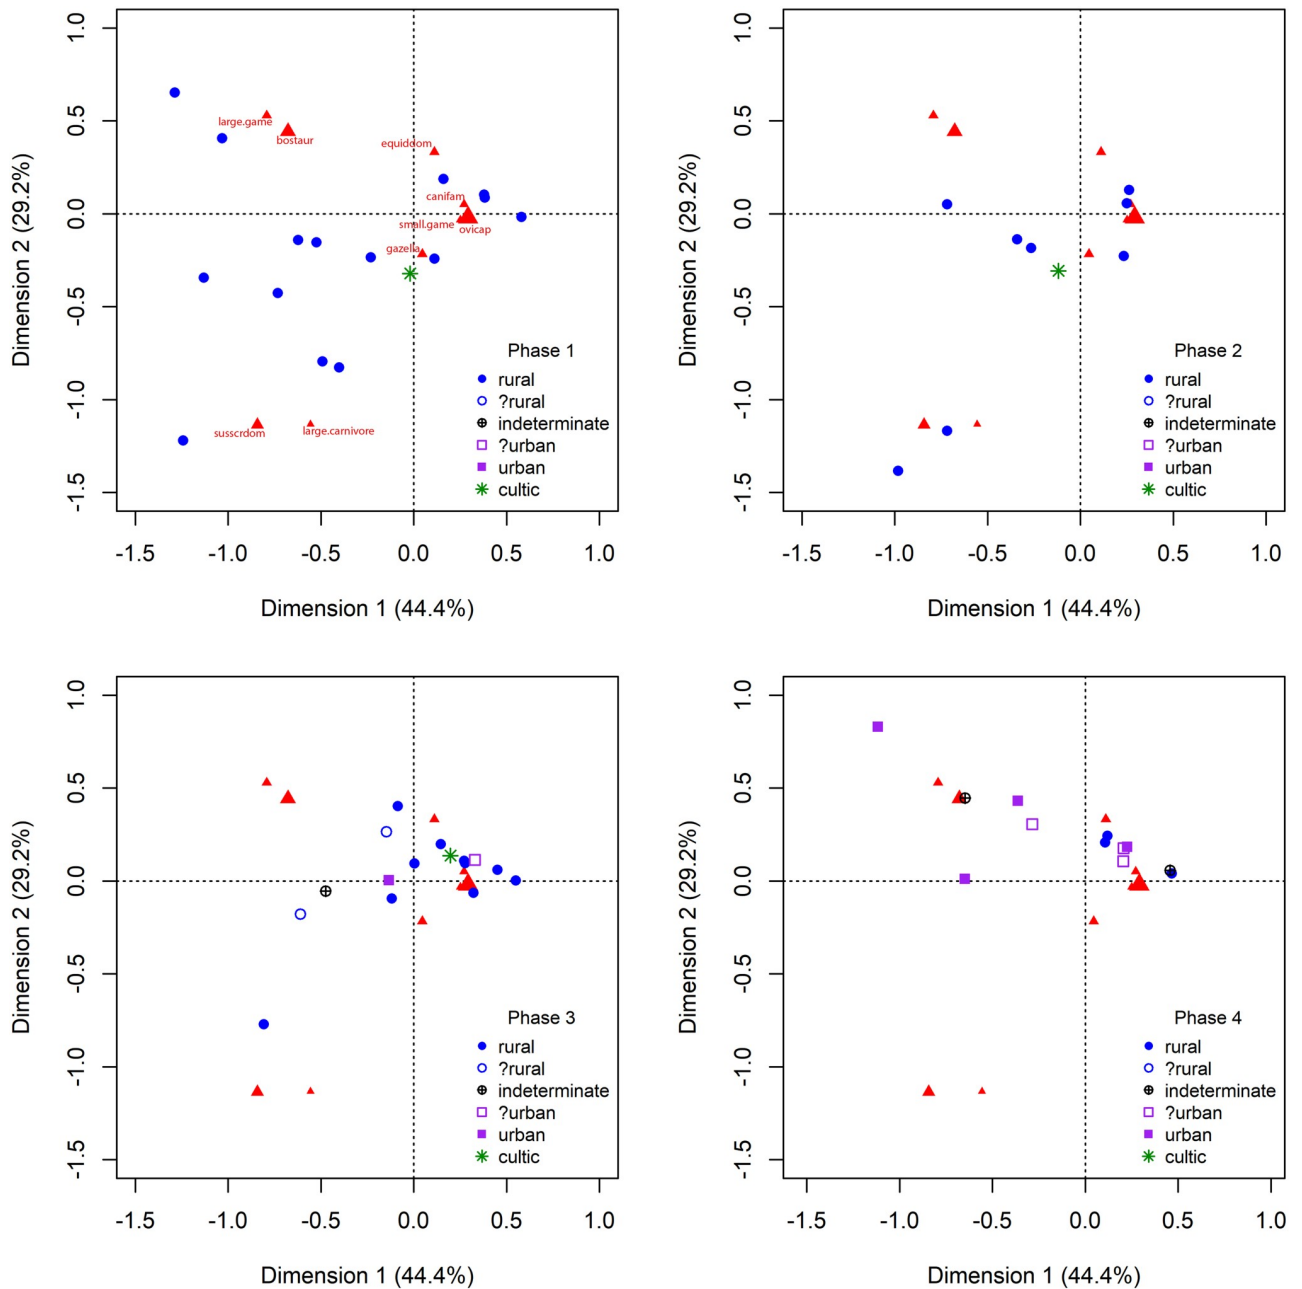 1.0
0.5
0.0
-0.5
-1.0
-1.5
Dimension 2 (29.2%)
large.game
bostaur
equiddom
canifam
small.game
ovicap
gazella
susscrdom
large.carnivore
Phase 1
rural
?rural
indeterminate
?urban
urban
cultic
-1.5 -1.0 -0.5 0.0 0.5 1.0
Dimension 1 (44.4%)
1.0
0.5
0.0
-0.5
-1.0
-1.5
Dimension 2 (29.2%)
Phase 2
rural
?rural
indeterminate
?urban
urban
cultic
-1.5 -1.0 -0.5 0.0 0.5 1.0
Dimension 1 (44.4%)
1.0
0.5
0.0
-0.5
-1.0
-1.5
Dimension 2 (29.2%)
Phase 3
rural
?rural
indeterminate
?urban
urban
cultic
-1.5 -1.0 -0.5 0.0 0.5 1.0
Dimension 1 (44.4%)
1.0
0.5
0.0
-0.5
-1.0
-1.5
Dimension 2 (29.2%)
Phase 4
rural
?rural
indeterminate
?urban
urban
cultic
-1.5 -1.0 -0.5 0.0 0.5 1.0
Dimension 1 (44.4%)